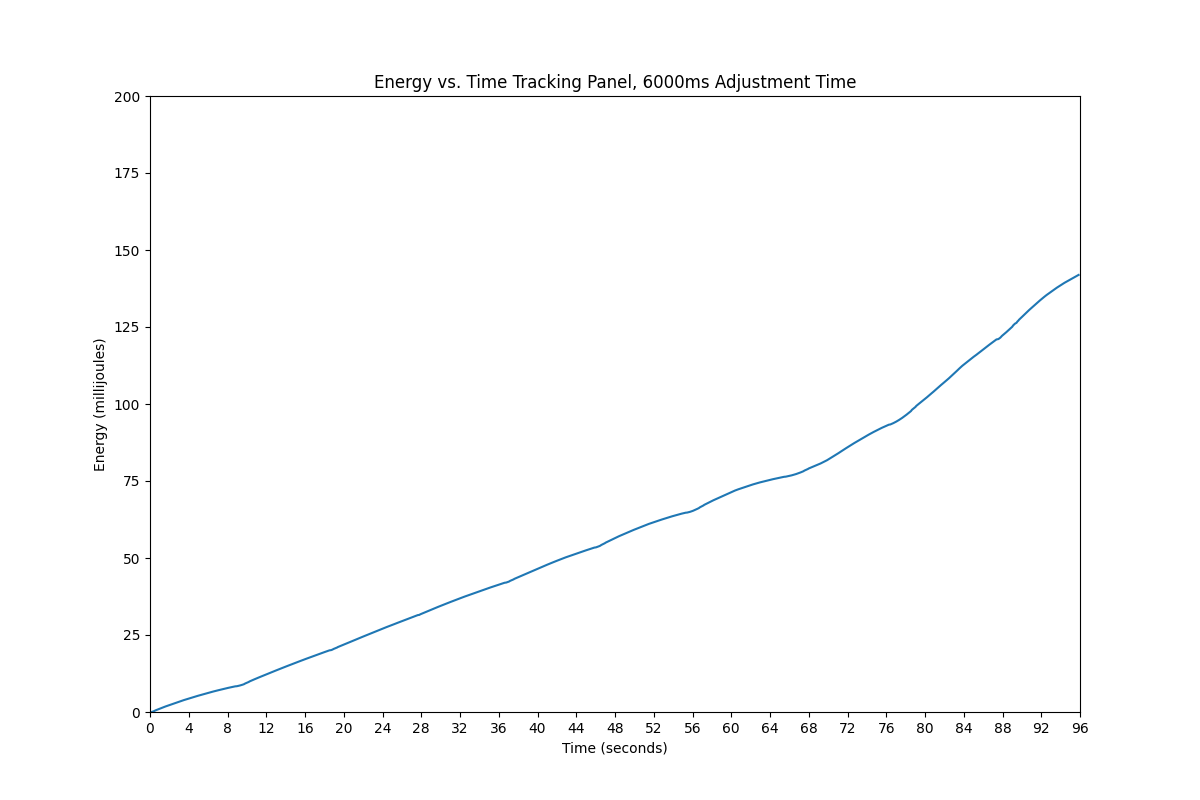 Energy vs. Time Tracking Panel, 6000ms Adjustment Time
200
175
150
125
100
75
50
25
0
Energy (millijoules)
0 4 8 12 16 20 24 28 32 36 40 44 48 52 56 60 64 68 72 76 80 84 88 92 96
Time (seconds)